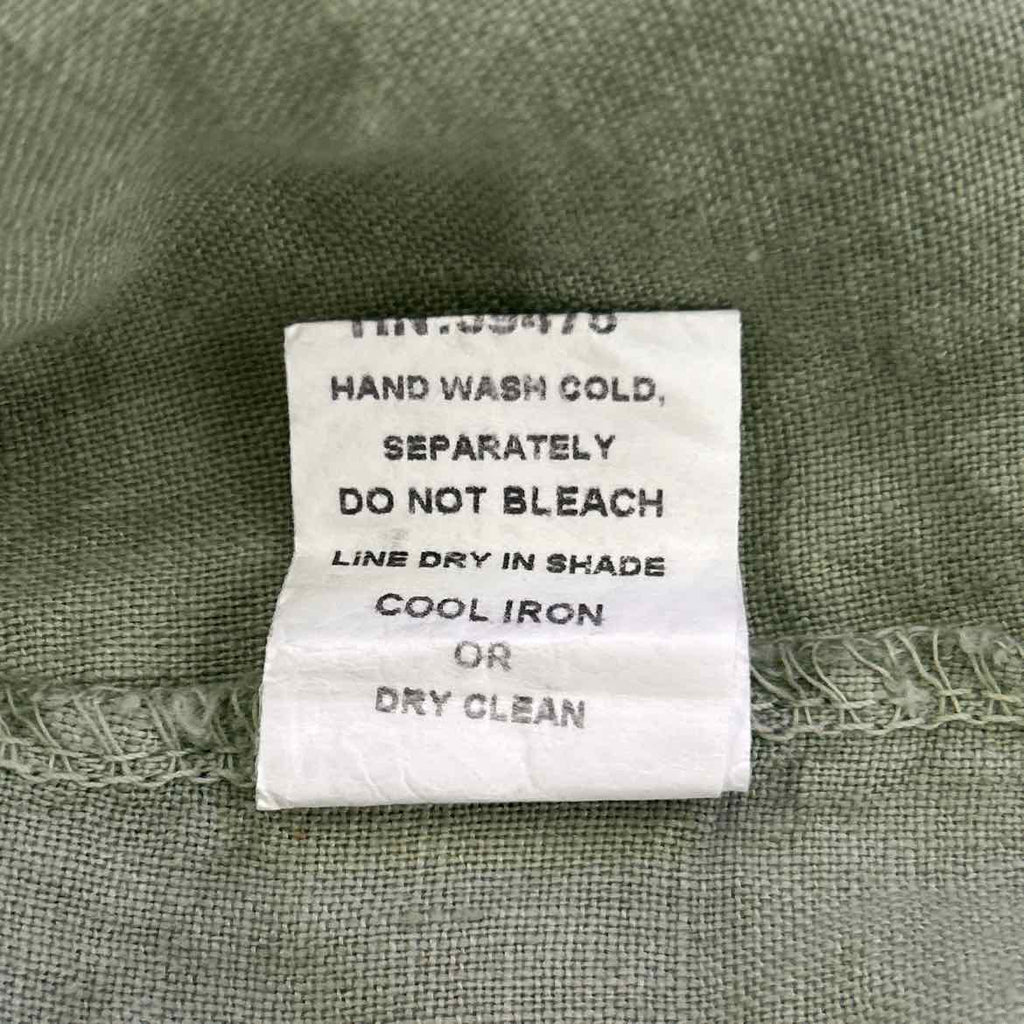 HAND WASH COLD,
SEPARATELY
DO NOT BLEACH
LINE DRY IN SHADE
COOL IRON
OR
DRY CLEAN